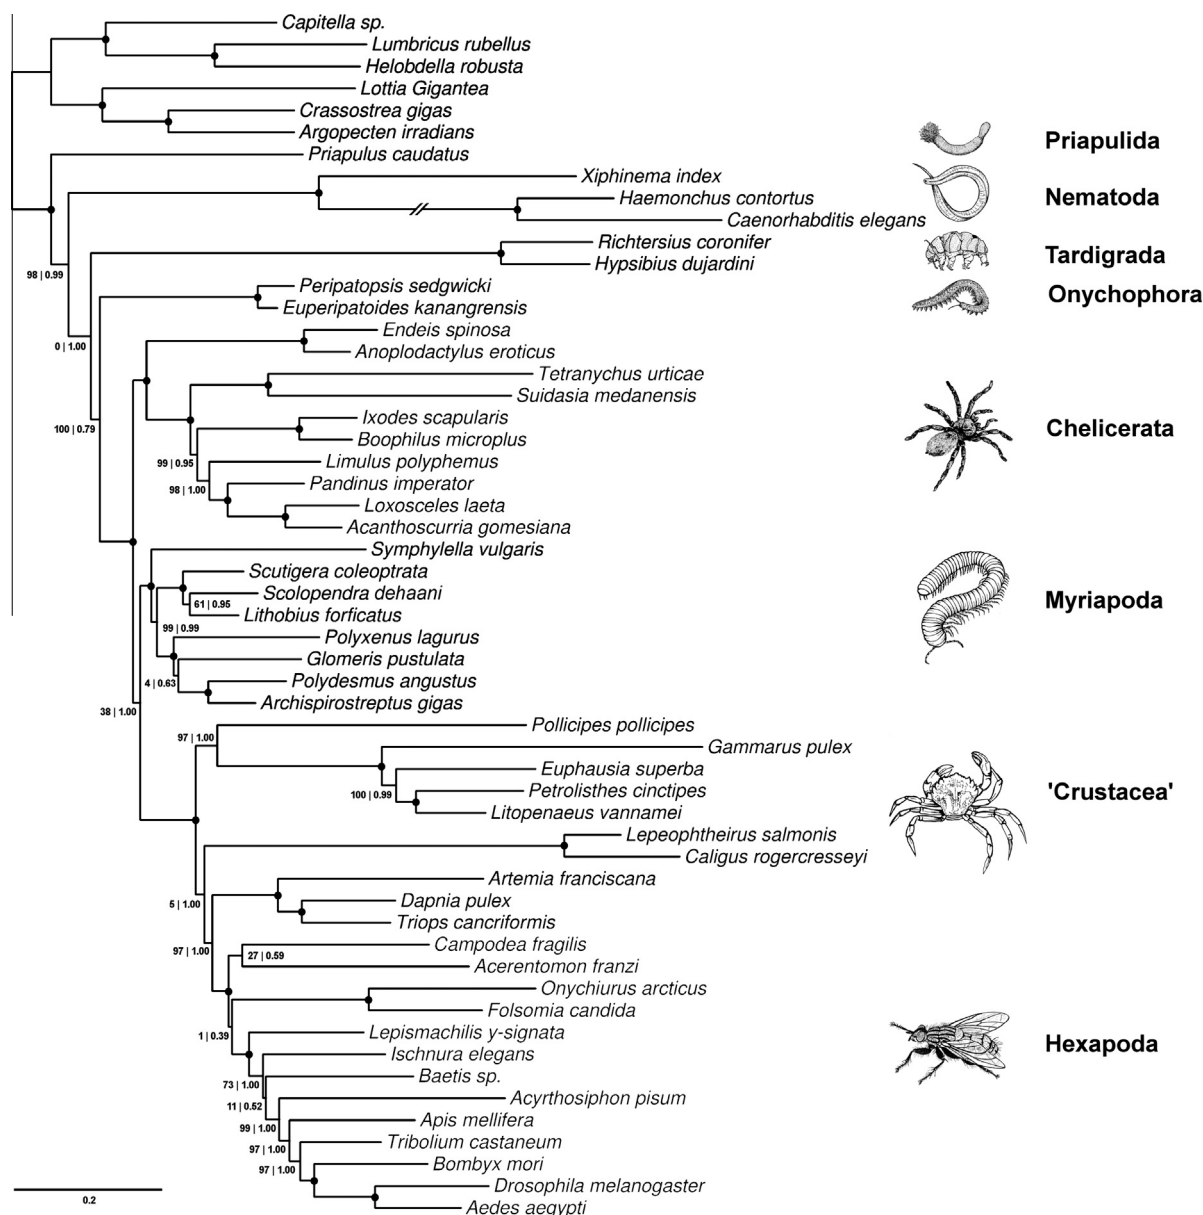 Capitella sp.
Lumbricus rubellus
Helobdella robusta
Lottia Gigantea
Crassostrea gigas
Argopecten irradians
Priapulus caudatus
Priapulida
Xiphinema index
Haemonchus contortus
Nematoda
Caenorhabditis elegans
Richtersius coronifer
Tardigrada
Hypsibius dujardini
98 | 0.99
Peripatopsis sedgwicki
Onychophora
Euperipatoides kanangrensis
Endeis spinosa
0 | 1.00
Anoplodactylus eroticus
Tetranychus urticae
Suidasia medanensis
Ixodes scapularis
100 | 0.79
Chelicerata
Boophilus microplus
99 | 0.95
Limulus polyphemus
Pandinus imperator
98 | 1.00
Loxosceles laeta
Acanthoscurria gomesiana
Symphylella vulgaris
Scutigera coleoptrata
Scolopendra dehaani
Myriapoda
61 | 0.95
Lithobius forficatus
99 | 0.99
Polyxenus lagurus
Glomeris pustulata
Polydesmus angustus
4 | 0.63
Archispirostreptus gigas
38 | 1.00
Pollicipes pollicipes
97 | 1.00
Gammarus pulex
Euphausia superba
Petrolisthes cinctipes
'Crustacea'
100 | 0.99
Litopenaeus vannamei
Lepeophtheirus salmonis
Caligus rogercresseyi
Artemia franciscana
Dapnia pulex
5 | 1.00
Triops cancriformis
Campodea fragilis
97 | 1.00
27 | 0.59
Acerentomon franzi
Onychiurus arcticus
Folsomia candida
Lepismachilis y-signata
1 | 0.39
Hexapoda
Ischnura elegans
Baetis sp.
73 | 1.00
Acyrthosiphon pisum
11 | 0.52
Apis mellifera
99 | 1.00
Tribolium castaneum
97 | 1.00
Bombyx mori
97 | 1.00
Drosophila melanogaster
0.2
Aedes aegypti